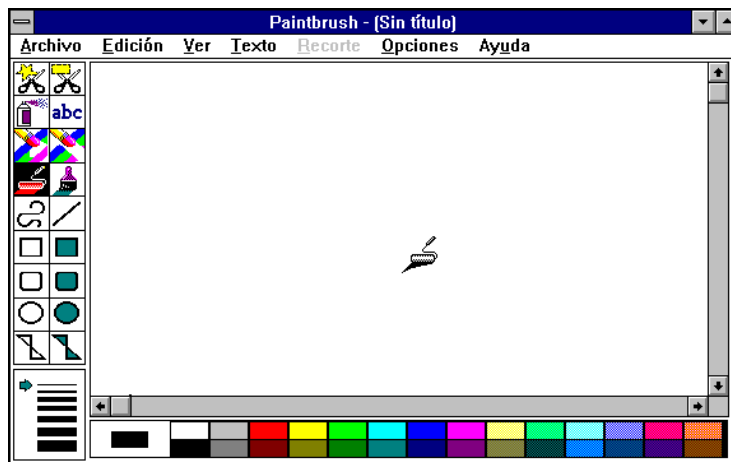 Paintbrush - (Sin título)
Archivo Edición Ver Texto Recorte Opciones Ayuda
abc